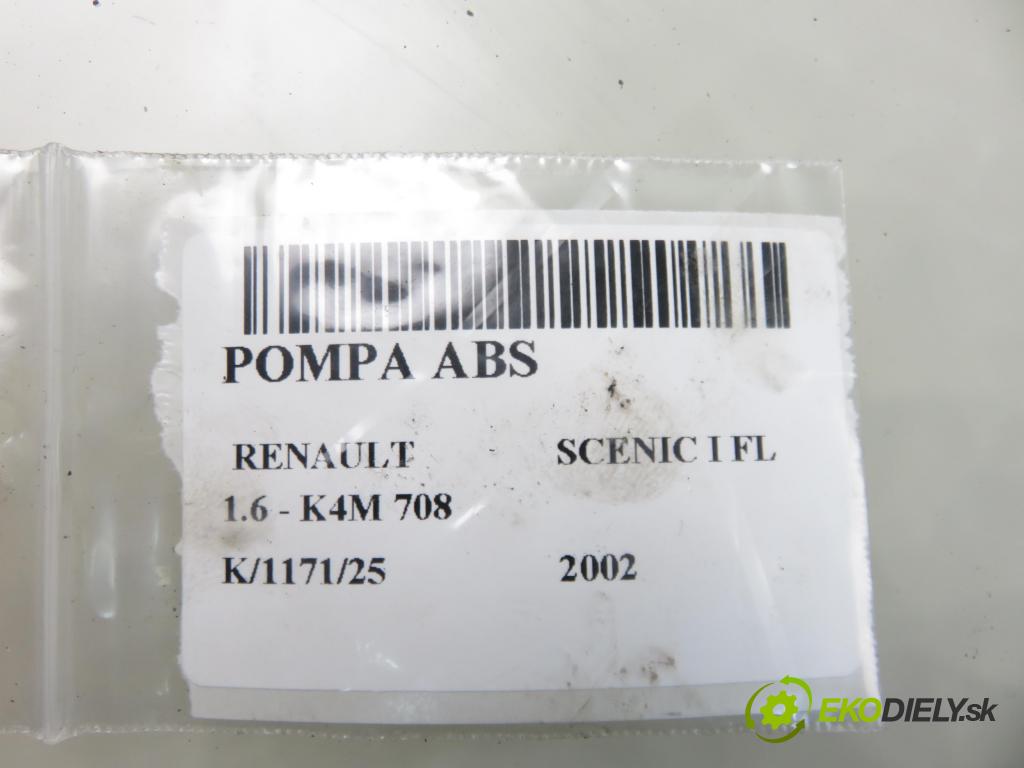 POMPA ABS
RENAULT SCENIC I FL
1.6 - K4M 708
K/1171/25 2002
EKODIELY.sk